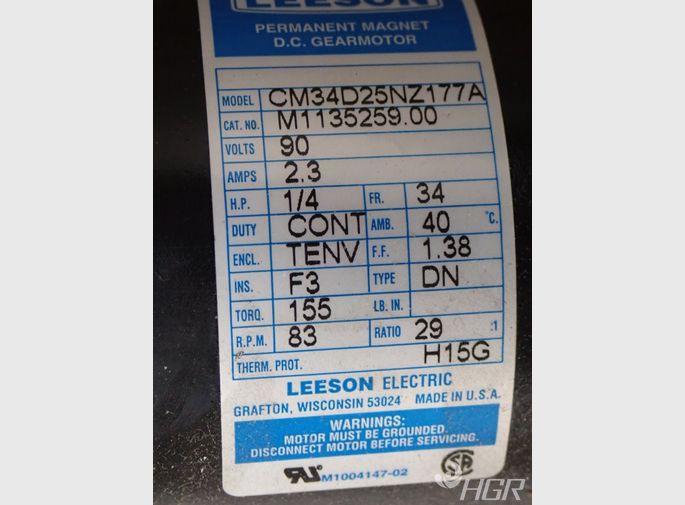 LEESON
PERMANENT MAGNET
D.C. GEARMOTOR
MODEL CM34D25NZ177A
CAT. NO. M1135259.00
VOLTS 90
AMPS 2.3
H.P. 1/4 FR. 34
DUTY CONT AMB. 40 °C.
ENCL. TENV F.F. 1.38
INS. F3 TYPE DN
TORQ. 155 LB. IN.
R.P.M. 83 RATIO 29 :1
THERM. PROT. H15G
LEESON ELECTRIC
GRAFTON, WISCONSIN 53024 MADE IN U.S.A.
WARNINGS:
MOTOR MUST BE GROUNDED.
DISCONNECT MOTOR BEFORE SERVICING.
M1004147-02
HGR